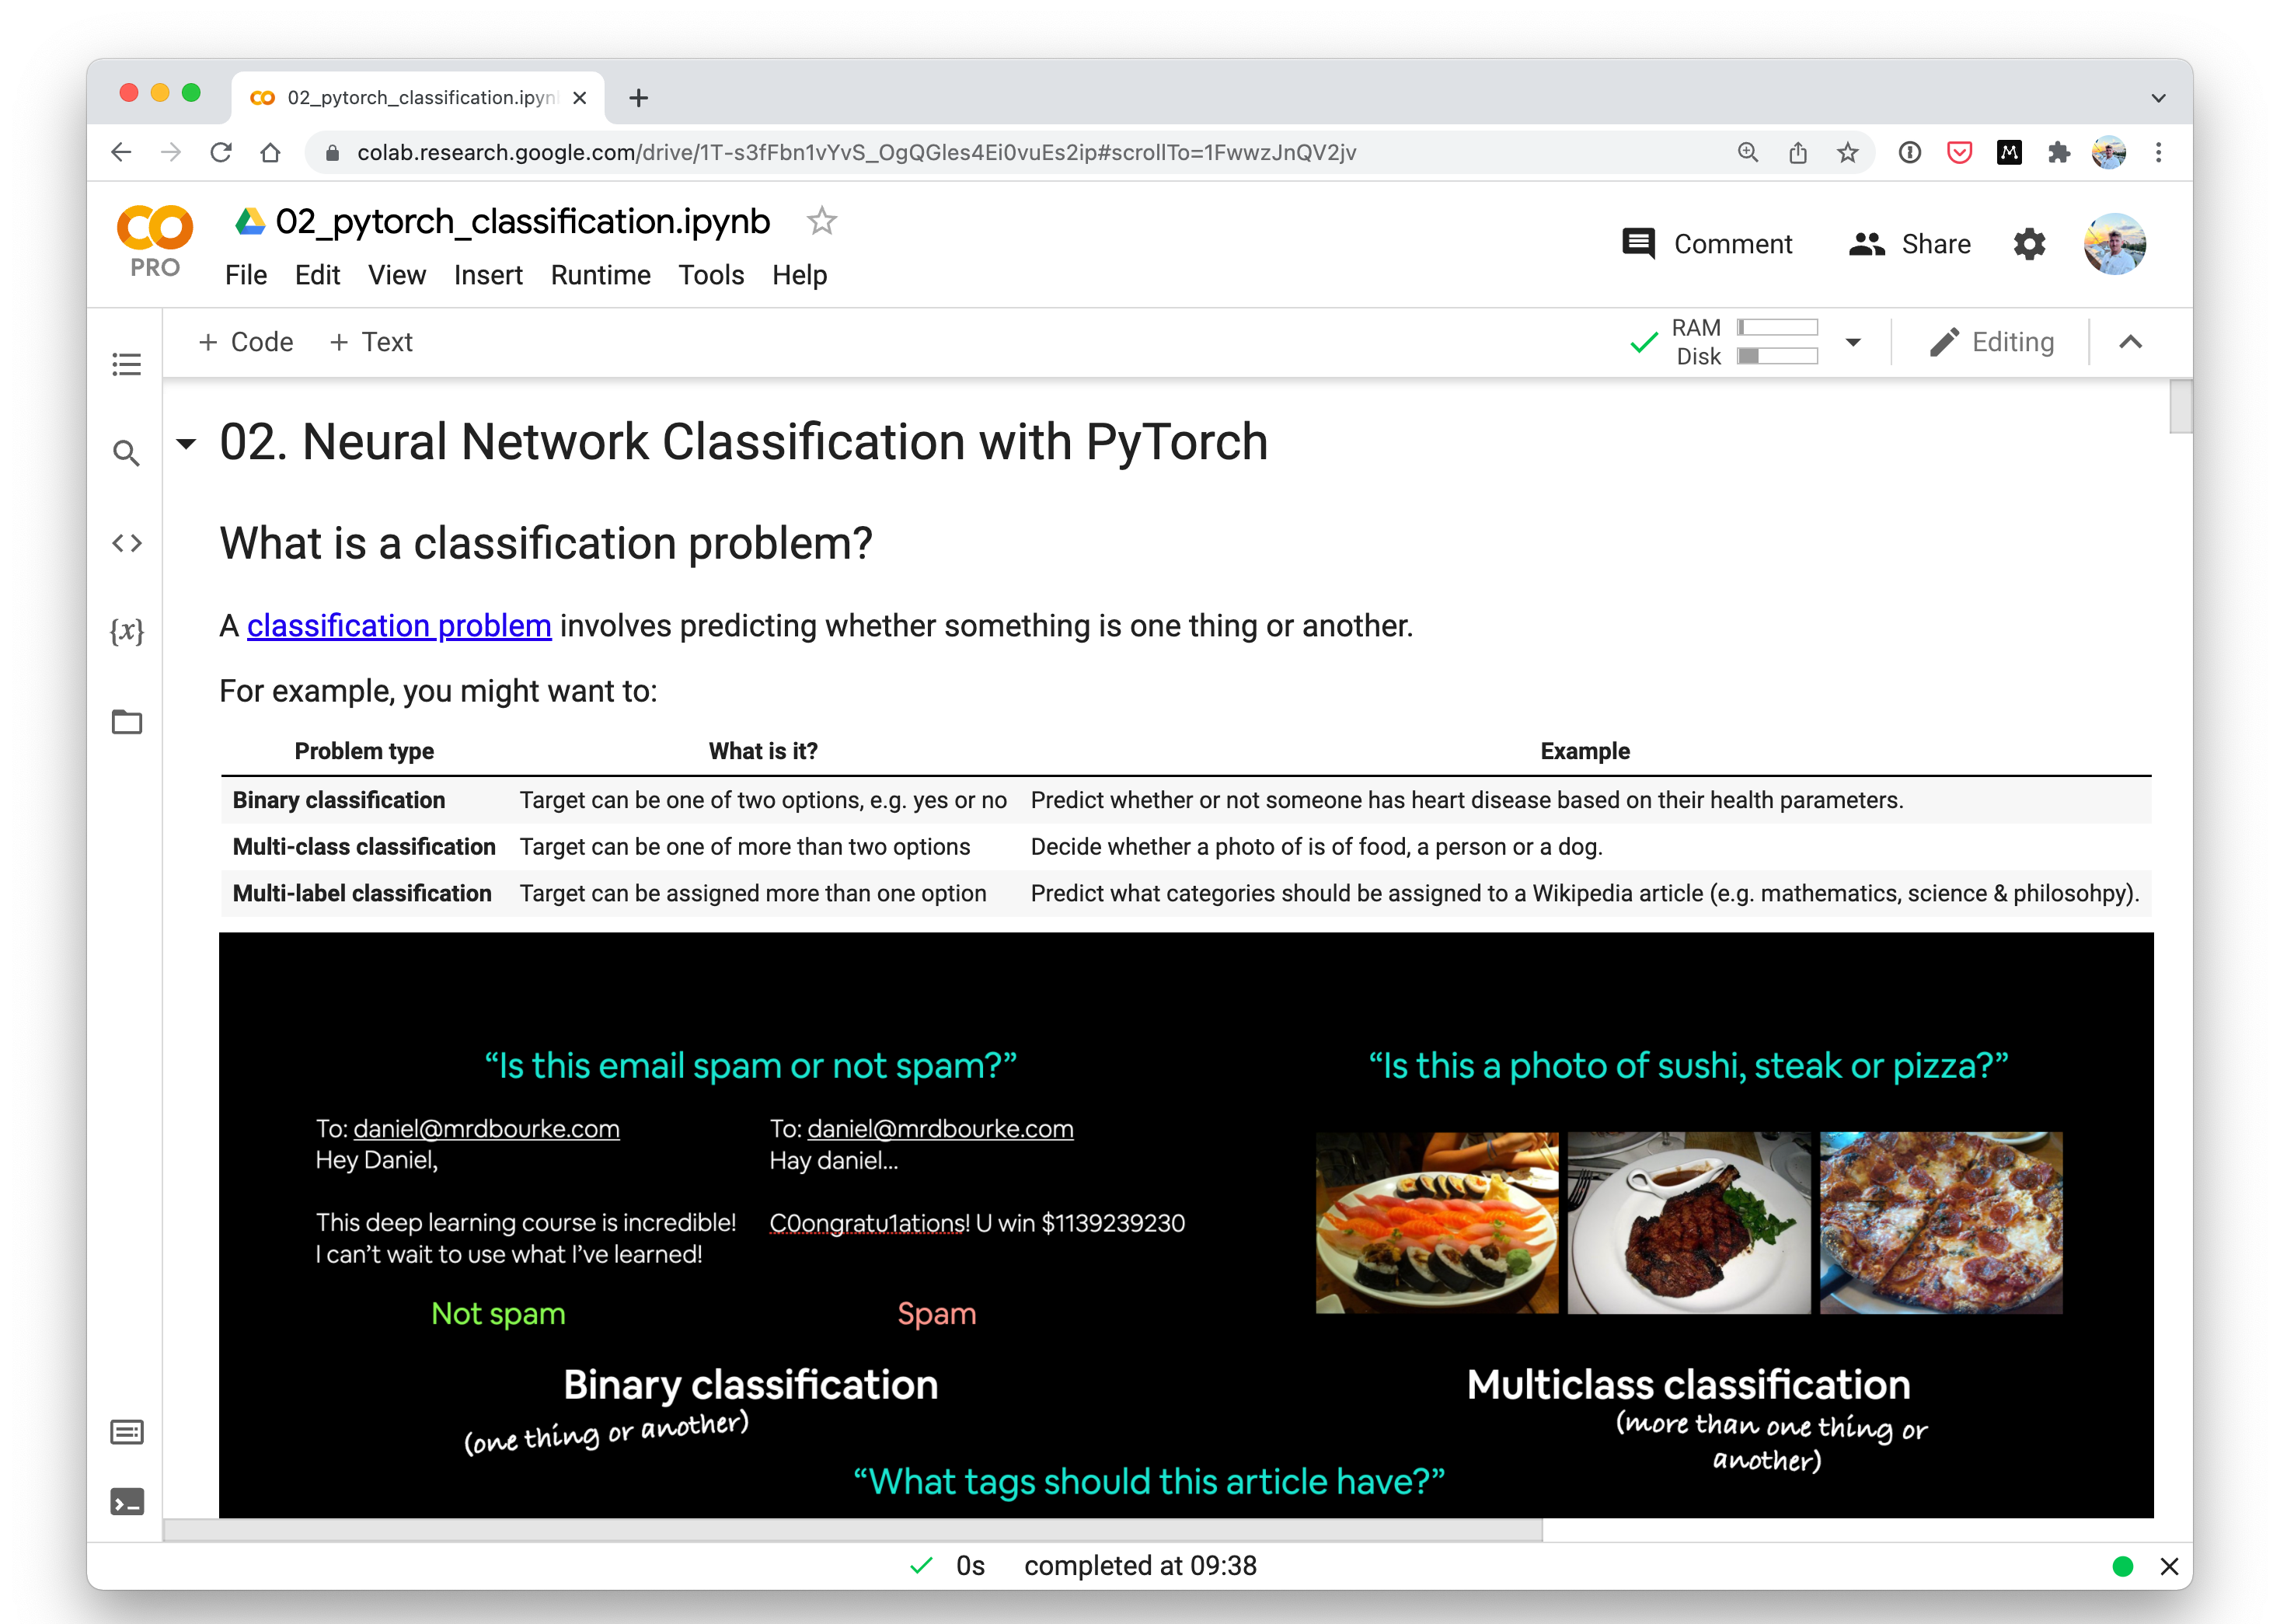 02_pytorch_classification.ipyn
colab.research.google.com/drive/1T-s3fFbn1vYvS_OgQGles4Ei0vuEs2ip#scrollTo=1FwwzJnQV2jv
PRO
02_pytorch_classification.ipynb
File Edit View Insert Runtime Tools Help
Comment
Share
+ Code + Text
RAM
Disk
Editing
{x}
02. Neural Network Classification with PyTorch
What is a classification problem?
A classification problem involves predicting whether something is one thing or another.
For example, you might want to:
Problem type What is it? Example
Binary classification Target can be one of two options, e.g. yes or no Predict whether or not someone has heart disease based on their health parameters.
Multi-class classification Target can be one of more than two options Decide whether a photo of is of food, a person or a dog.
Multi-label classification Target can be assigned more than one option Predict what categories should be assigned to a Wikipedia article (e.g. mathematics, science & philosohpy).
“Is this email spam or not spam?”
To: daniel@mrdbourke.com
Hey Daniel,
This deep learning course is incredible!
I can’t wait to use what I’ve learned!
Not spam
To: daniel@mrdbourke.com
Hay daniel...
C0ongratu1ations! U win $1139239230
Spam
Binary classification
(one thing or another)
“Is this a photo of sushi, steak or pizza?”
Multiclass classification
(more than one thing or
another)
“What tags should this article have?”
0s completed at 09:38